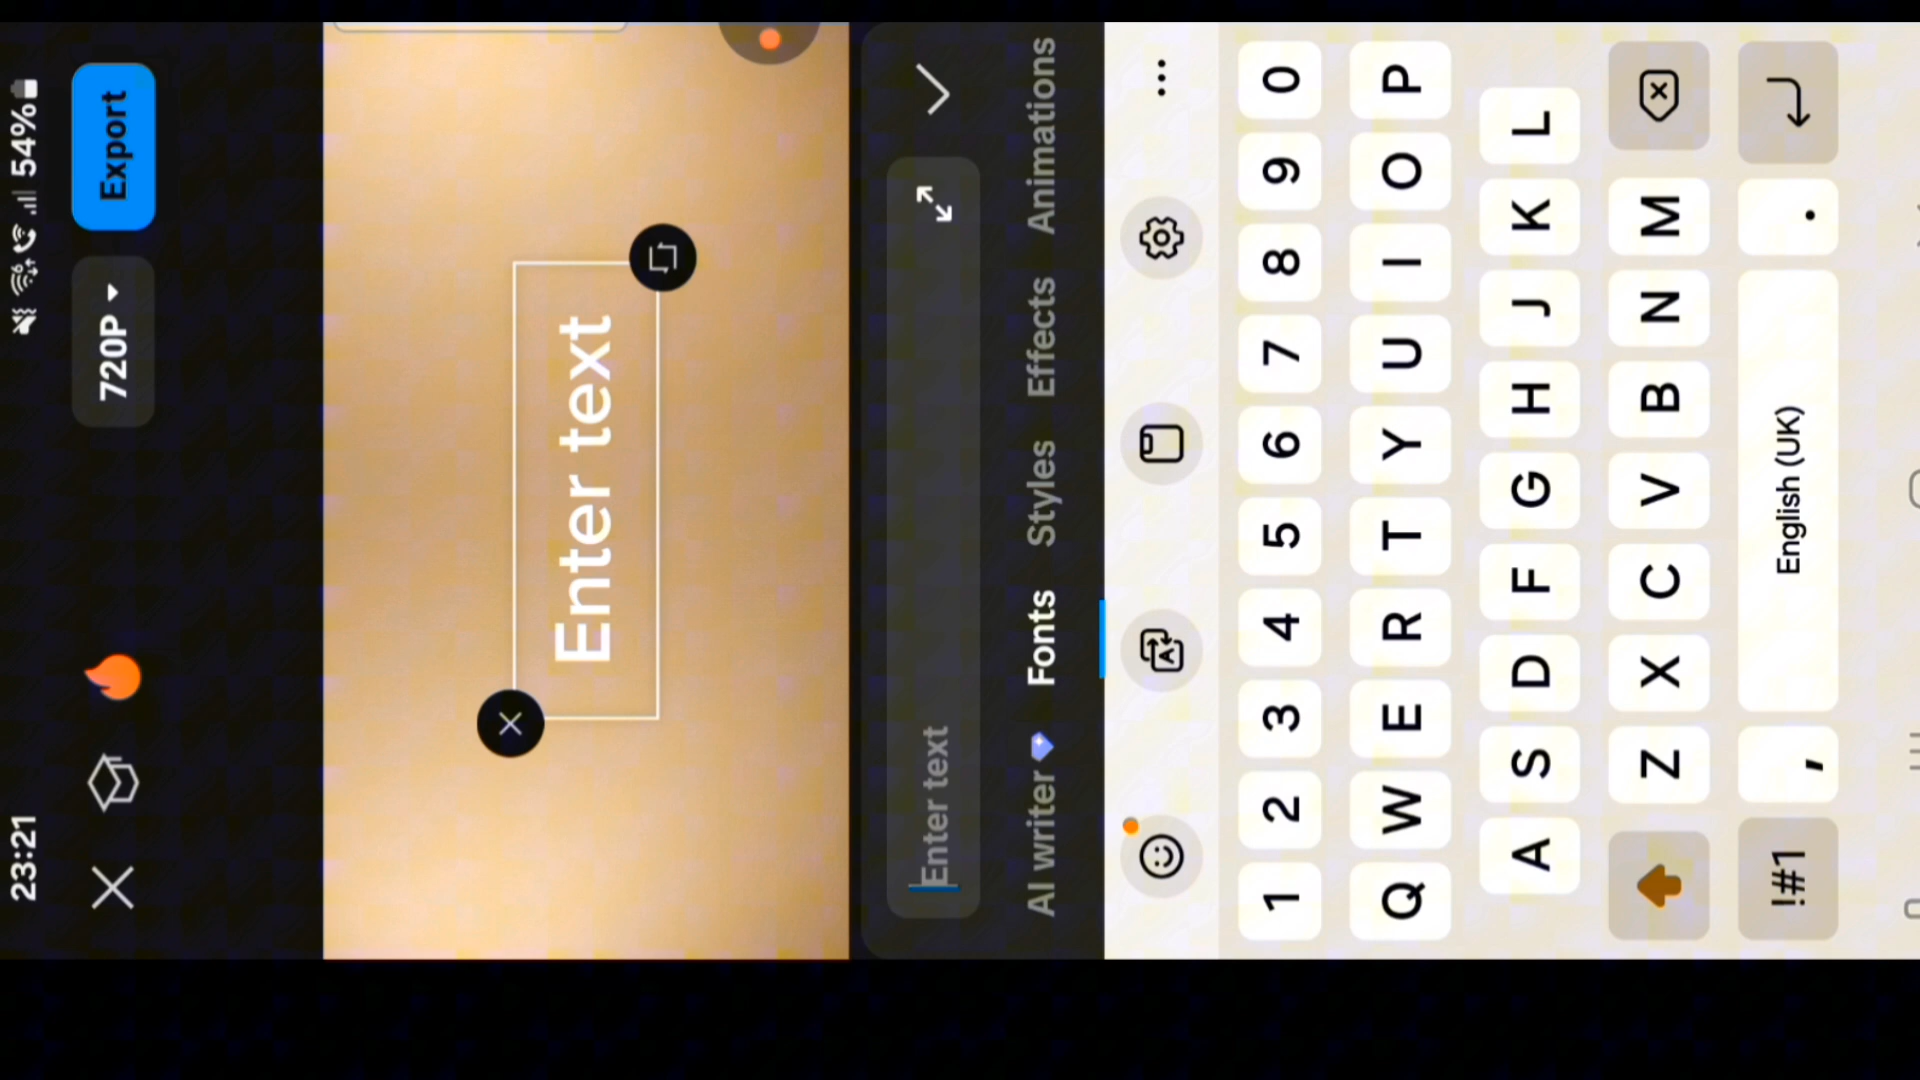 23:21 54%
720P Export
Enter text
Enter text
AI writer Fonts Styles Effects Animations
1 2 3 4 5 6 7 8 9 0
Q W E R T Y U I O P
A S D F G H J K L
Z X C V B N M
!#1 , English (UK) .